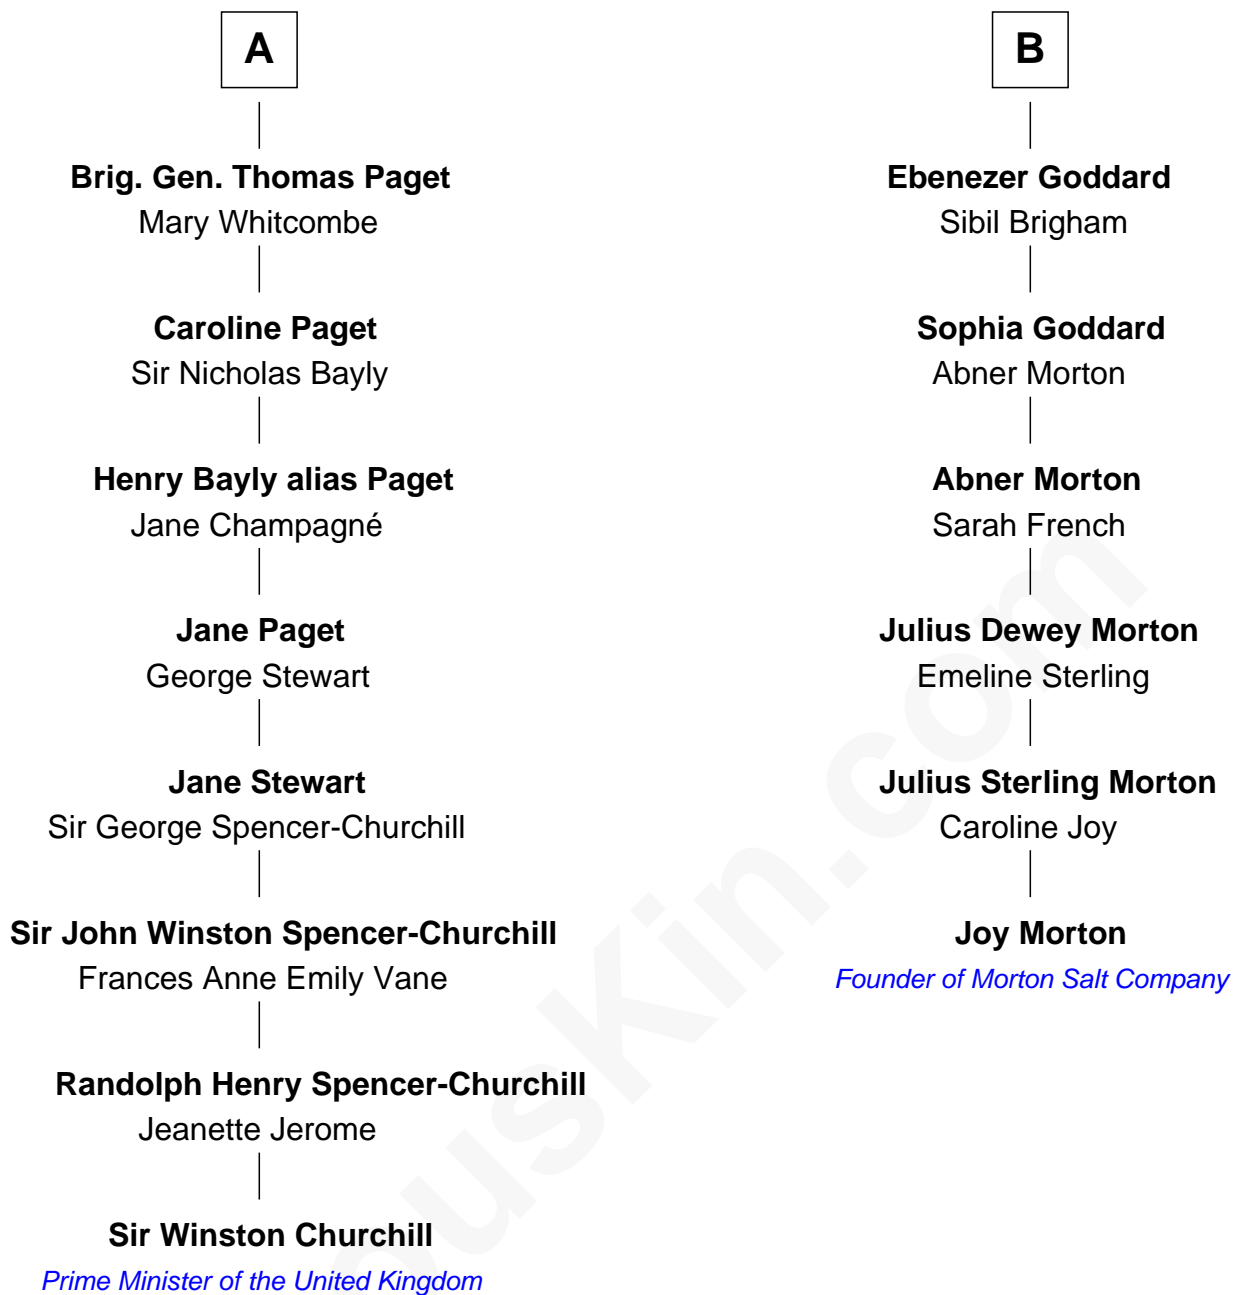 A
Brig. Gen. Thomas Paget
Mary Whitcombe
Caroline Paget
Sir Nicholas Bayly
Henry Bayly alias Paget
Jane Champagné
Jane Paget
George Stewart
Jane Stewart
Sir George Spencer-Churchill
Sir John Winston Spencer-Churchill
Frances Anne Emily Vane
Randolph Henry Spencer-Churchill
Jeanette Jerome
Sir Winston Churchill
Prime Minister of the United Kingdom
B
Ebenezer Goddard
Sibil Brigham
Sophia Goddard
Abner Morton
Abner Morton
Sarah French
Julius Dewey Morton
Emeline Sterling
Julius Sterling Morton
Caroline Joy
Joy Morton
Founder of Morton Salt Company
ousKin.com